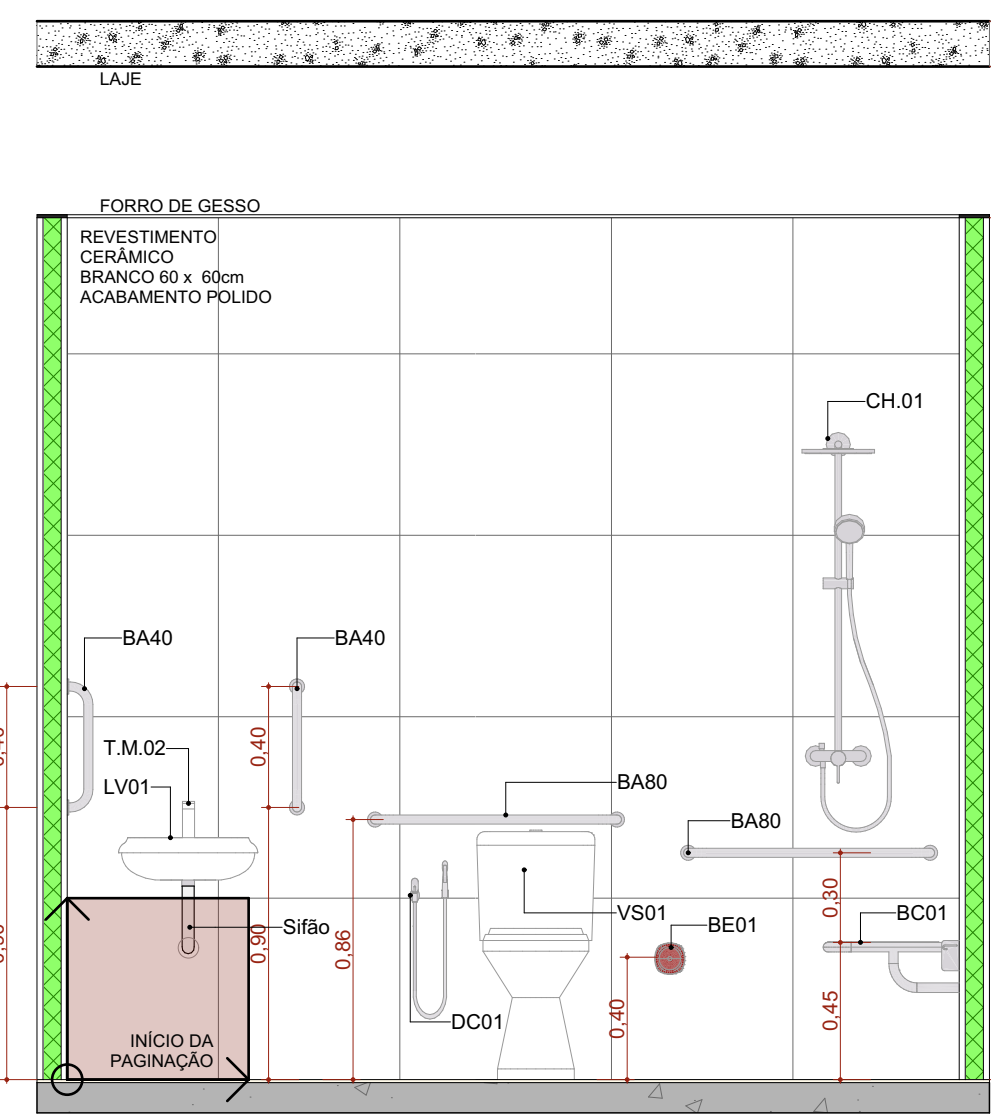 LAJE
FORRO DE GESSO
REVESTIMENTO
CERÂMICO
BRANCO 60 x 60cm
ACABAMENTO POLIDO
CH.01
BA40
BA40
T.M.02
LV01
0,40
BA80
BA80
0,30
VS01
BE01
BC01
Sifão
0,90
0,86
0,40
0,45
DC01
INÍCIO DA
PAGINAÇÃO